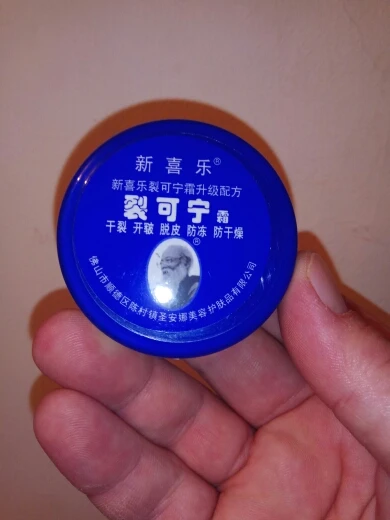 新喜乐®
新喜乐裂可宁霜升级配方
裂可宁霜
干裂 开皲 脱皮 防冻 防干燥
®
佛山市顺德区陈村镇圣安娜美容护肤品有限公司